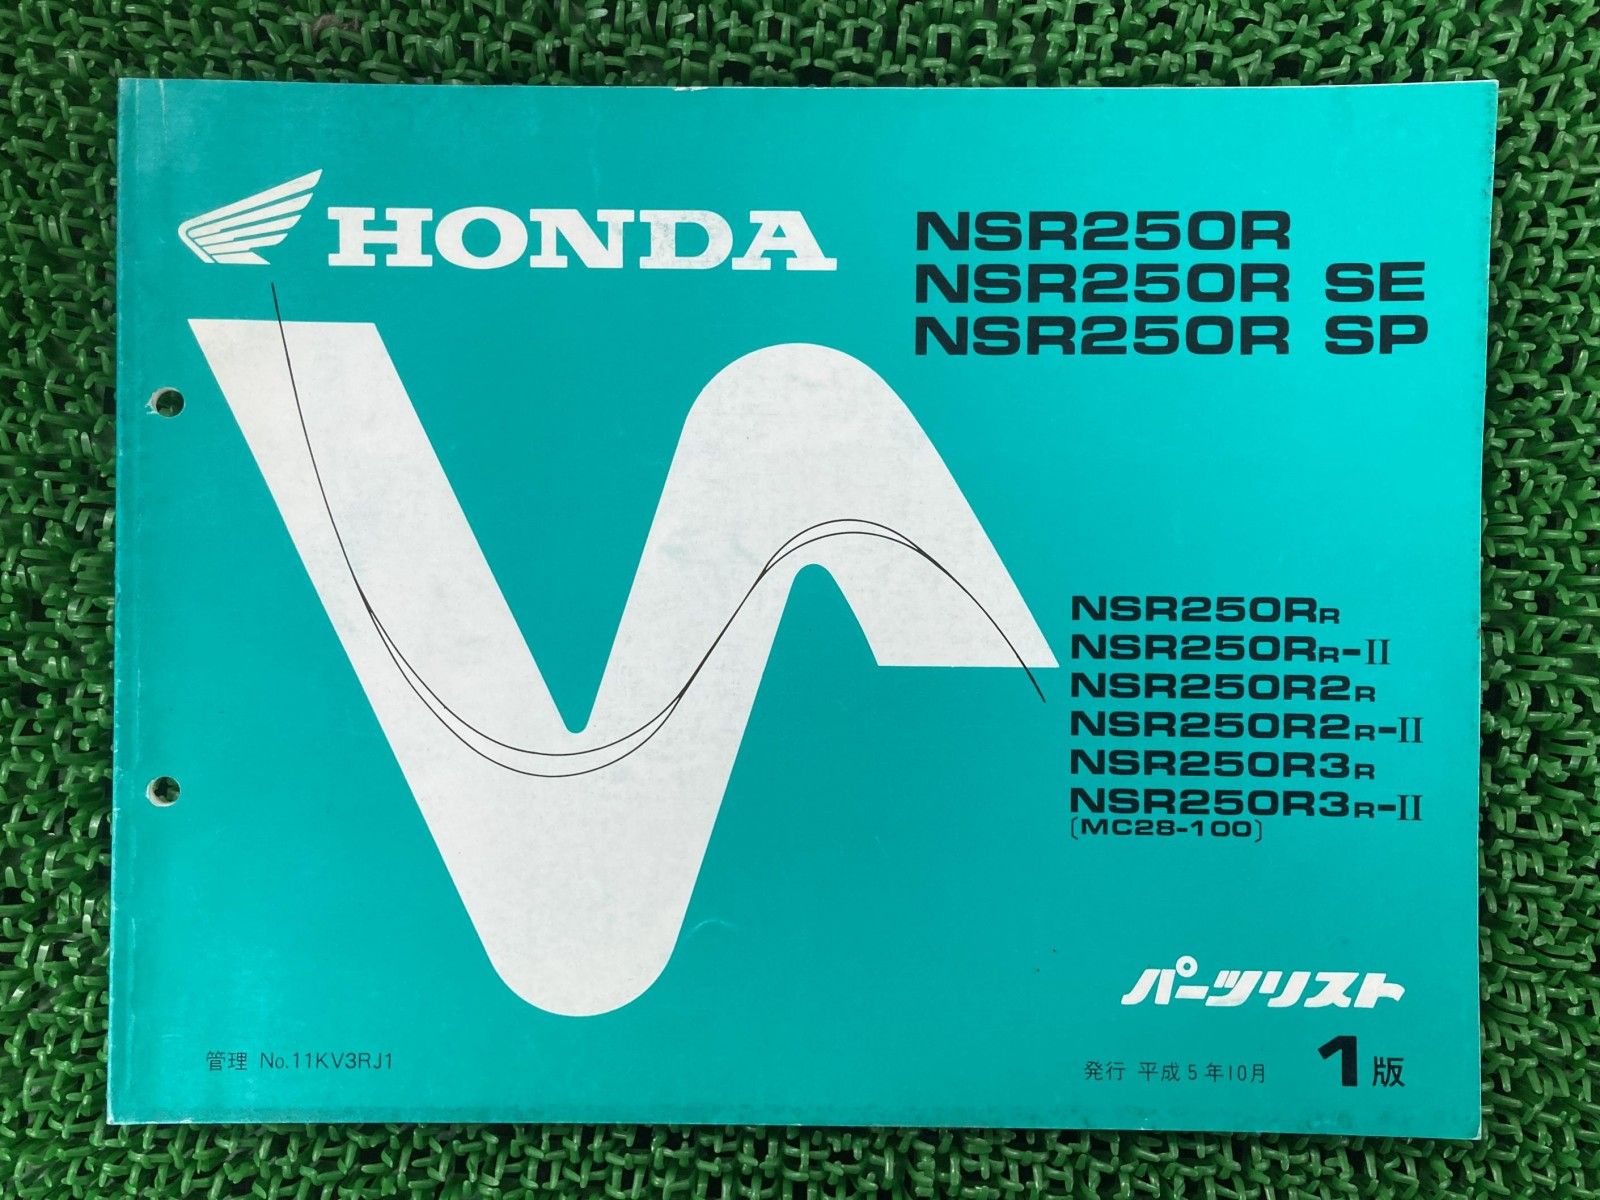 HONDA
NSR250R
NSR250R SE
NSR250R SP
NSR250RR
NSR250RR-II
NSR250R2R
NSR250R2R-II
NSR250R3R
NSR250R3R-II
〔MC28-100〕
パーツリスト
管理 No.11KV3RJ1
発行 平成5年10月 1版